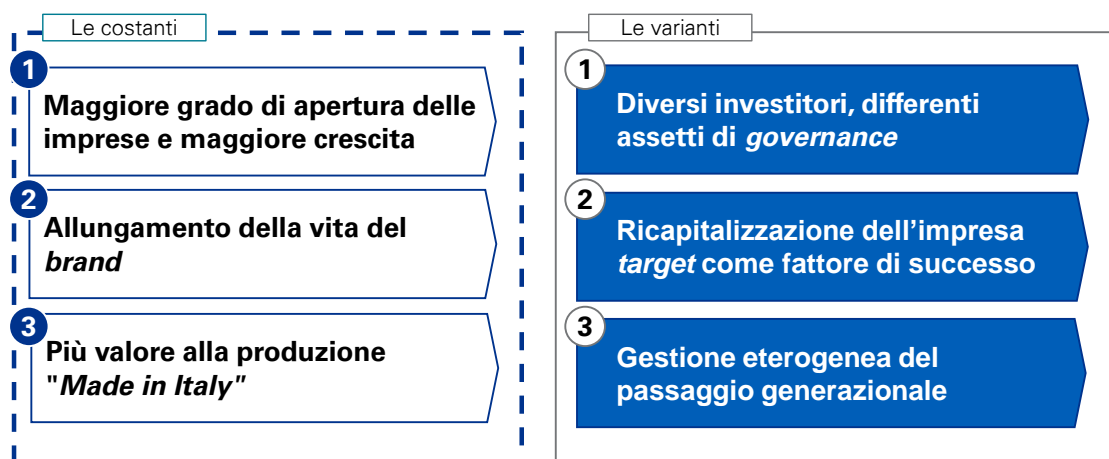 Le costanti
1
Maggiore grado di apertura delle
imprese e maggiore crescita
2
Allungamento della vita del
brand
3
Più valore alla produzione
"Made in Italy"
Le varianti
1
Diversi investitori, differenti
assetti di governance
2
Ricapitalizzazione dell'impresa
target come fattore di successo
3
Gestione eterogenea del
passaggio generazionale